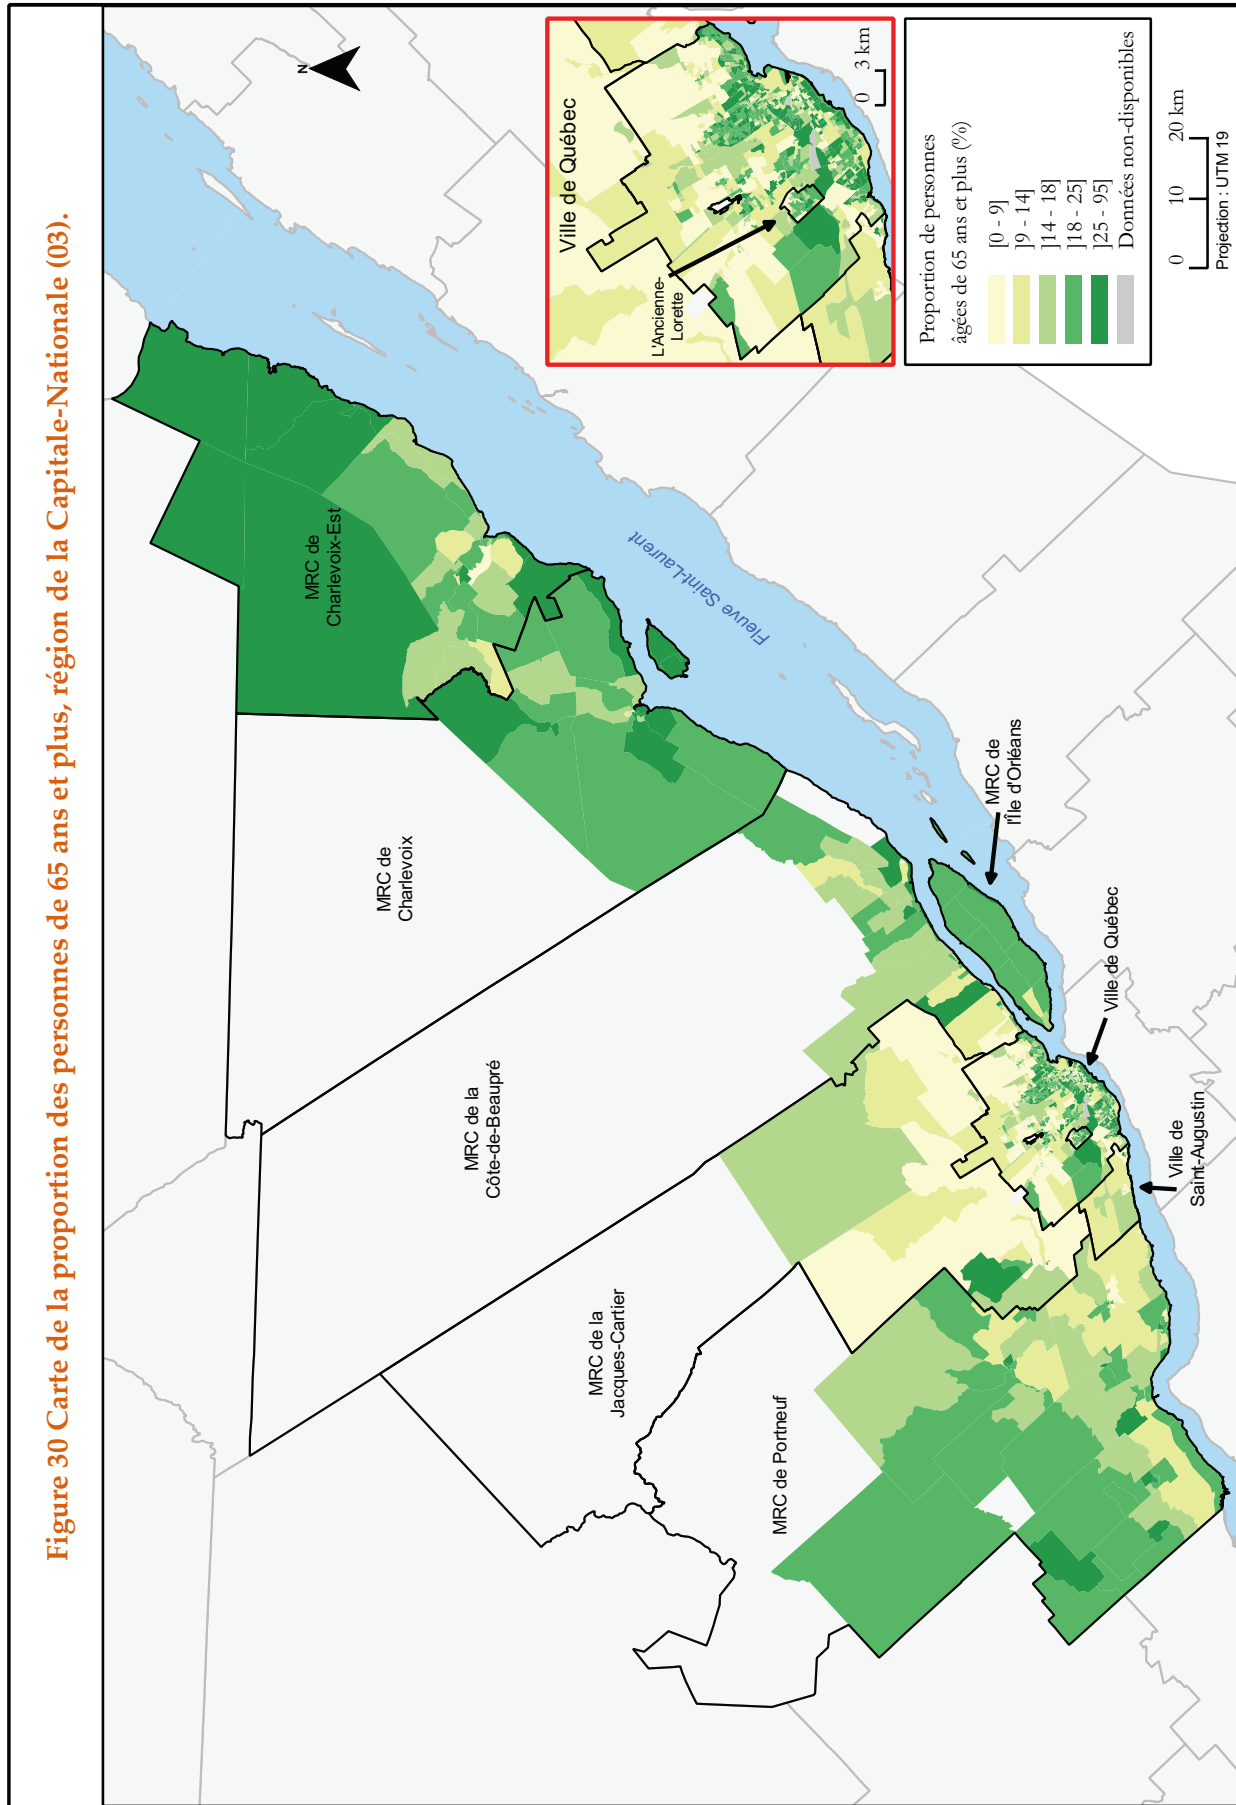 Figure 30 Carte de la proportion des personnes de 65 ans et plus, région de la Capitale-Nationale (03).
N
MRC de
Charlevoix-Est
MRC de
Charlevoix
MRC de la
Côte-de-Beaupré
MRC de la
Jacques-Cartier
MRC de Portneuf
Fleuve Saint-Laurent
MRC de
l'Île d'Orléans
Ville de Québec
Ville de
Saint-Augustin
Ville de Québec
L'Ancienne-
Lorette
0 3 km
Proportion de personnes
âgées de 65 ans et plus (%)
[0 - 9]
]9 - 14]
]14 - 18]
]18 - 25]
]25 - 95]
Données non-disponibles
0 10 20 km
Projection : UTM 19